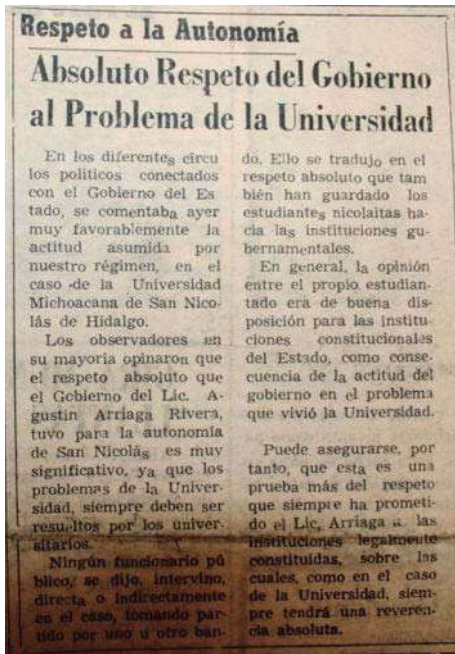 Respeto a la Autonomía
Absoluto Respeto del Gobierno
al Problema de la Universidad
En los diferentes círcu
los políticos conectados
con el Gobierno del Es
tado, se comentaba ayer
muy favorablemente la
actitud asumida por
nuestro régimen, en el
caso de la Universidad
Michoacana de San Nico
lás de Hidalgo.
Los observadores en
su mayoría opinaron que
el respeto absoluto que
el Gobierno del Lic. A-
gustín Arriaga Rivera,
tuvo para la autonomía
de San Nicolás es muy
significativo, ya que los
problemas de la Univer-
sidad, siempre deben ser
resueltos por los univer-
sitarios.
Ningún funcionario pú
blico, se dijo, intervino,
directa o indirectamente
en el caso, tomando par-
tido por uno u otro ban-
do. Ello se tradujo en el
respeto absoluto que tam
bién han guardado los
estudiantes nicolaitas ha-
cia las instituciones gu-
bernamentales.
En general, la opinión
entre el propio estudian-
tado era de buena dis-
posición para las institu-
ciones constitucionales
del Estado, como conse-
cuencia de la actitud del
gobierno en el problema
que vivió la Universidad.
Puede asegurarse, por
tanto, que esta es una
prueba más del respeto
que siempre ha prometi-
do el Lic, Arriaga a las
instituciones legalmente
constituidas, sobre las
cuales, como en el caso
de la Universidad, siem-
pre tendrá una reveren-
cia absoluta.